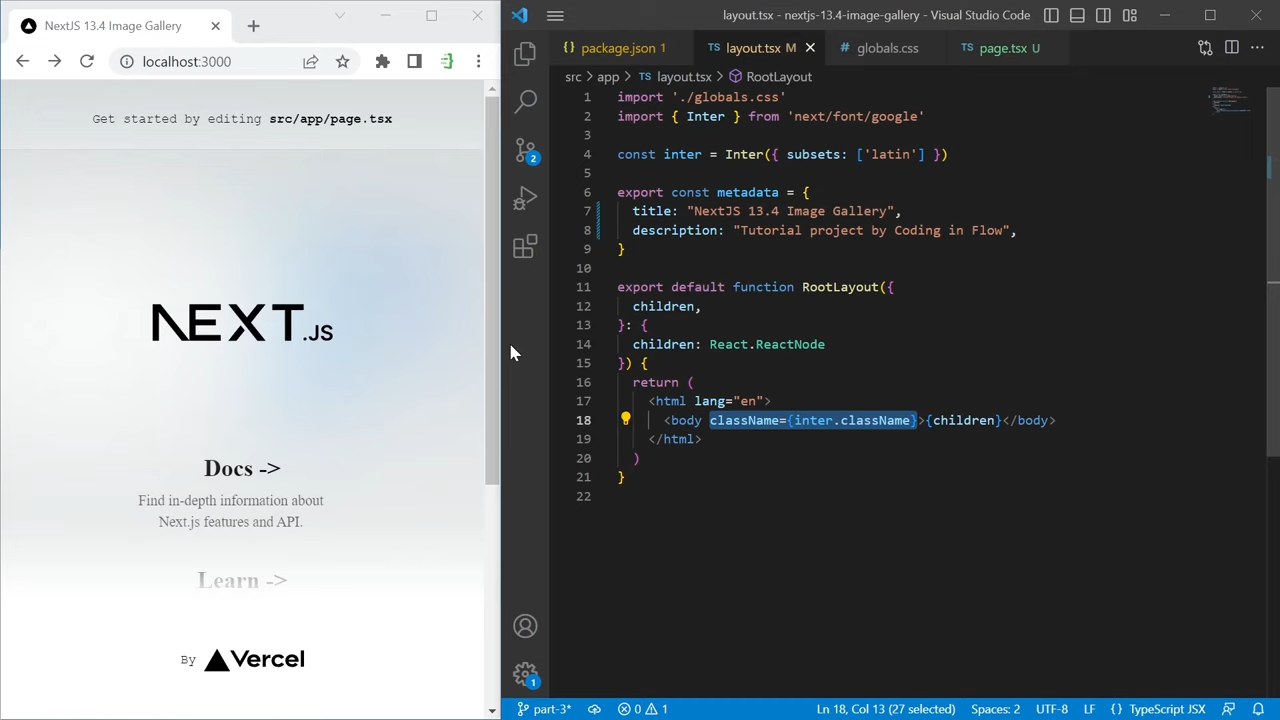 NextJS 13.4 Image Gallery
localhost:3000
Get started by editing src/app/page.tsx
NEXT.JS
Docs ->
Find in-depth information about
Next.js features and API.
Learn ->
By Vercel
layout.tsx - nextjs-13.4-image-gallery - Visual Studio Code
{} package.json 1
TS layout.tsx M
# globals.css
TS page.tsx U
src > app > TS layout.tsx > RootLayout
1 import './globals.css'
2 import { Inter } from 'next/font/google'
3
4 const inter = Inter({ subsets: ['latin'] })
5
6 export const metadata = {
7 title: "NextJS 13.4 Image Gallery",
8 description: "Tutorial project by Coding in Flow",
9 }
10
11 export default function RootLayout({
12 children,
13 }: {
14 children: React.ReactNode
15 }) {
16 return (
17 <html lang="en">
18 <body className={inter.className}>{children}</body>
19 </html>
20 )
21 }
22
2
1
part-3* 0 1 Ln 18, Col 13 (27 selected) Spaces: 2 UTF-8 LF {} TypeScript JSX